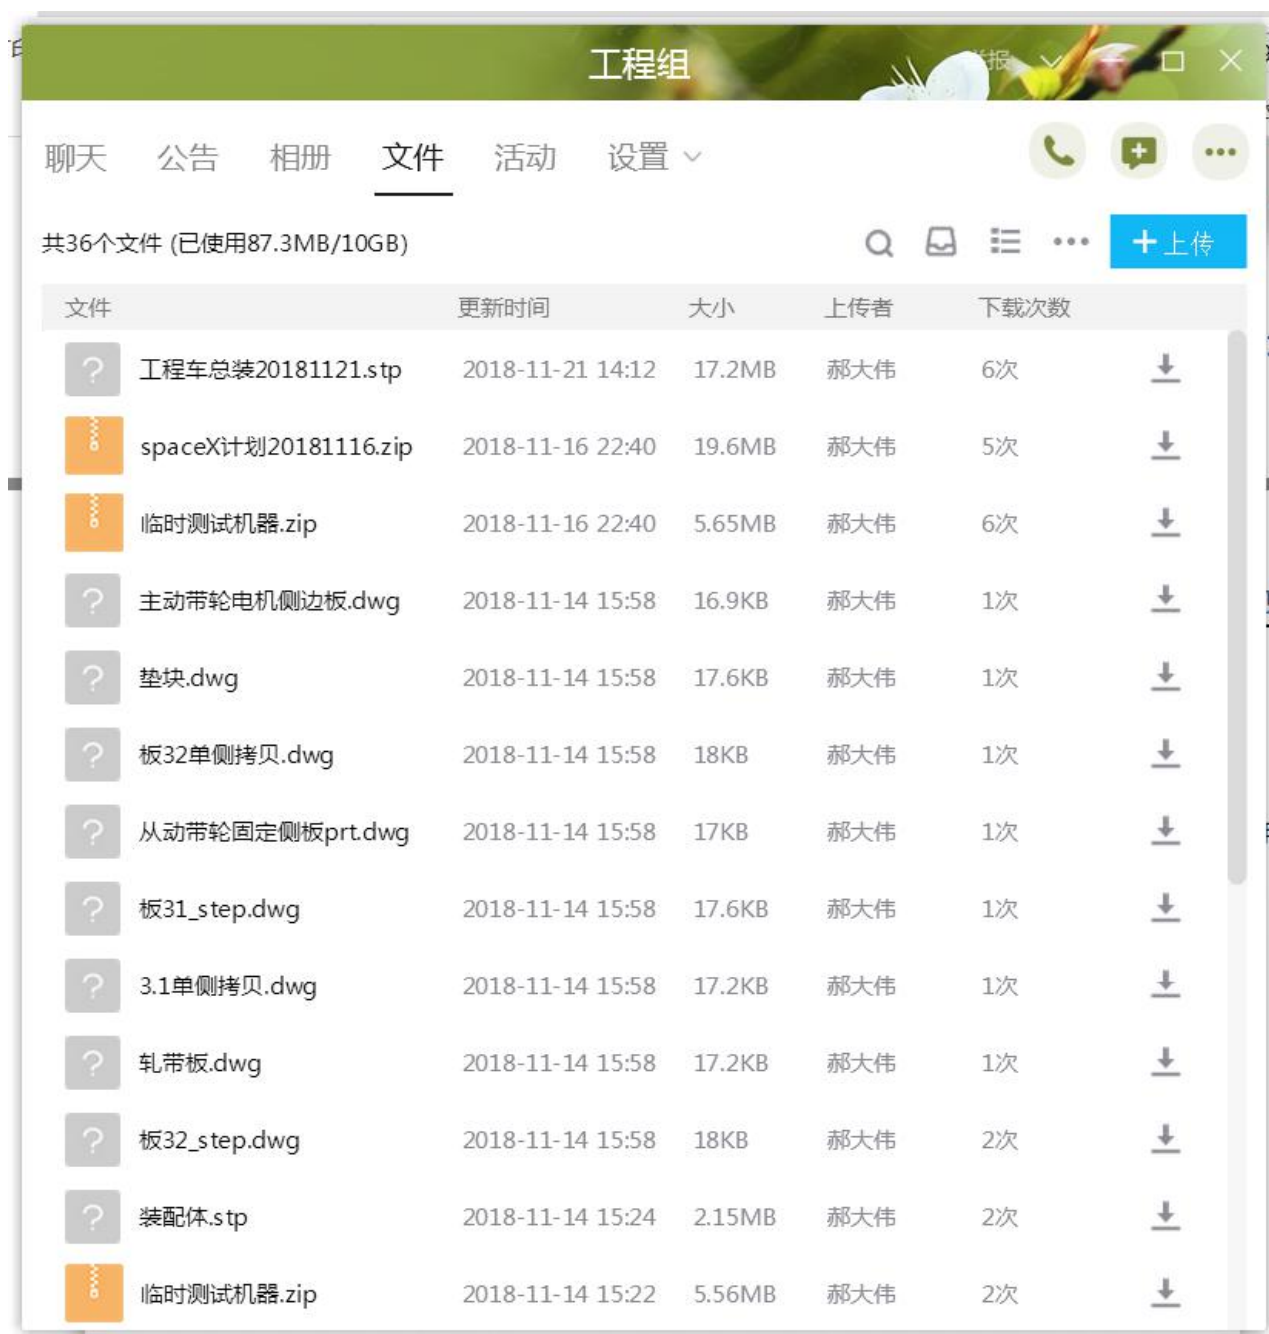 工程组
举报
聊天 公告 相册 文件 活动 设置
共36个文件 (已使用87.3MB/10GB)
上传
文件 更新时间 大小 上传者 下载次数
工程车总装20181121.stp 2018-11-21 14:12 17.2MB 郝大伟 6次
spaceX计划20181116.zip 2018-11-16 22:40 19.6MB 郝大伟 5次
临时测试机器.zip 2018-11-16 22:40 5.65MB 郝大伟 6次
主动带轮电机侧边板.dwg 2018-11-14 15:58 16.9KB 郝大伟 1次
垫块.dwg 2018-11-14 15:58 17.6KB 郝大伟 1次
板32单侧拷贝.dwg 2018-11-14 15:58 18KB 郝大伟 1次
从动带轮固定侧板prt.dwg 2018-11-14 15:58 17KB 郝大伟 1次
板31_step.dwg 2018-11-14 15:58 17.6KB 郝大伟 1次
3.1单侧拷贝.dwg 2018-11-14 15:58 17.2KB 郝大伟 1次
轧带板.dwg 2018-11-14 15:58 17.2KB 郝大伟 1次
板32_step.dwg 2018-11-14 15:58 18KB 郝大伟 2次
装配体.stp 2018-11-14 15:24 2.15MB 郝大伟 2次
临时测试机器.zip 2018-11-14 15:22 5.56MB 郝大伟 2次